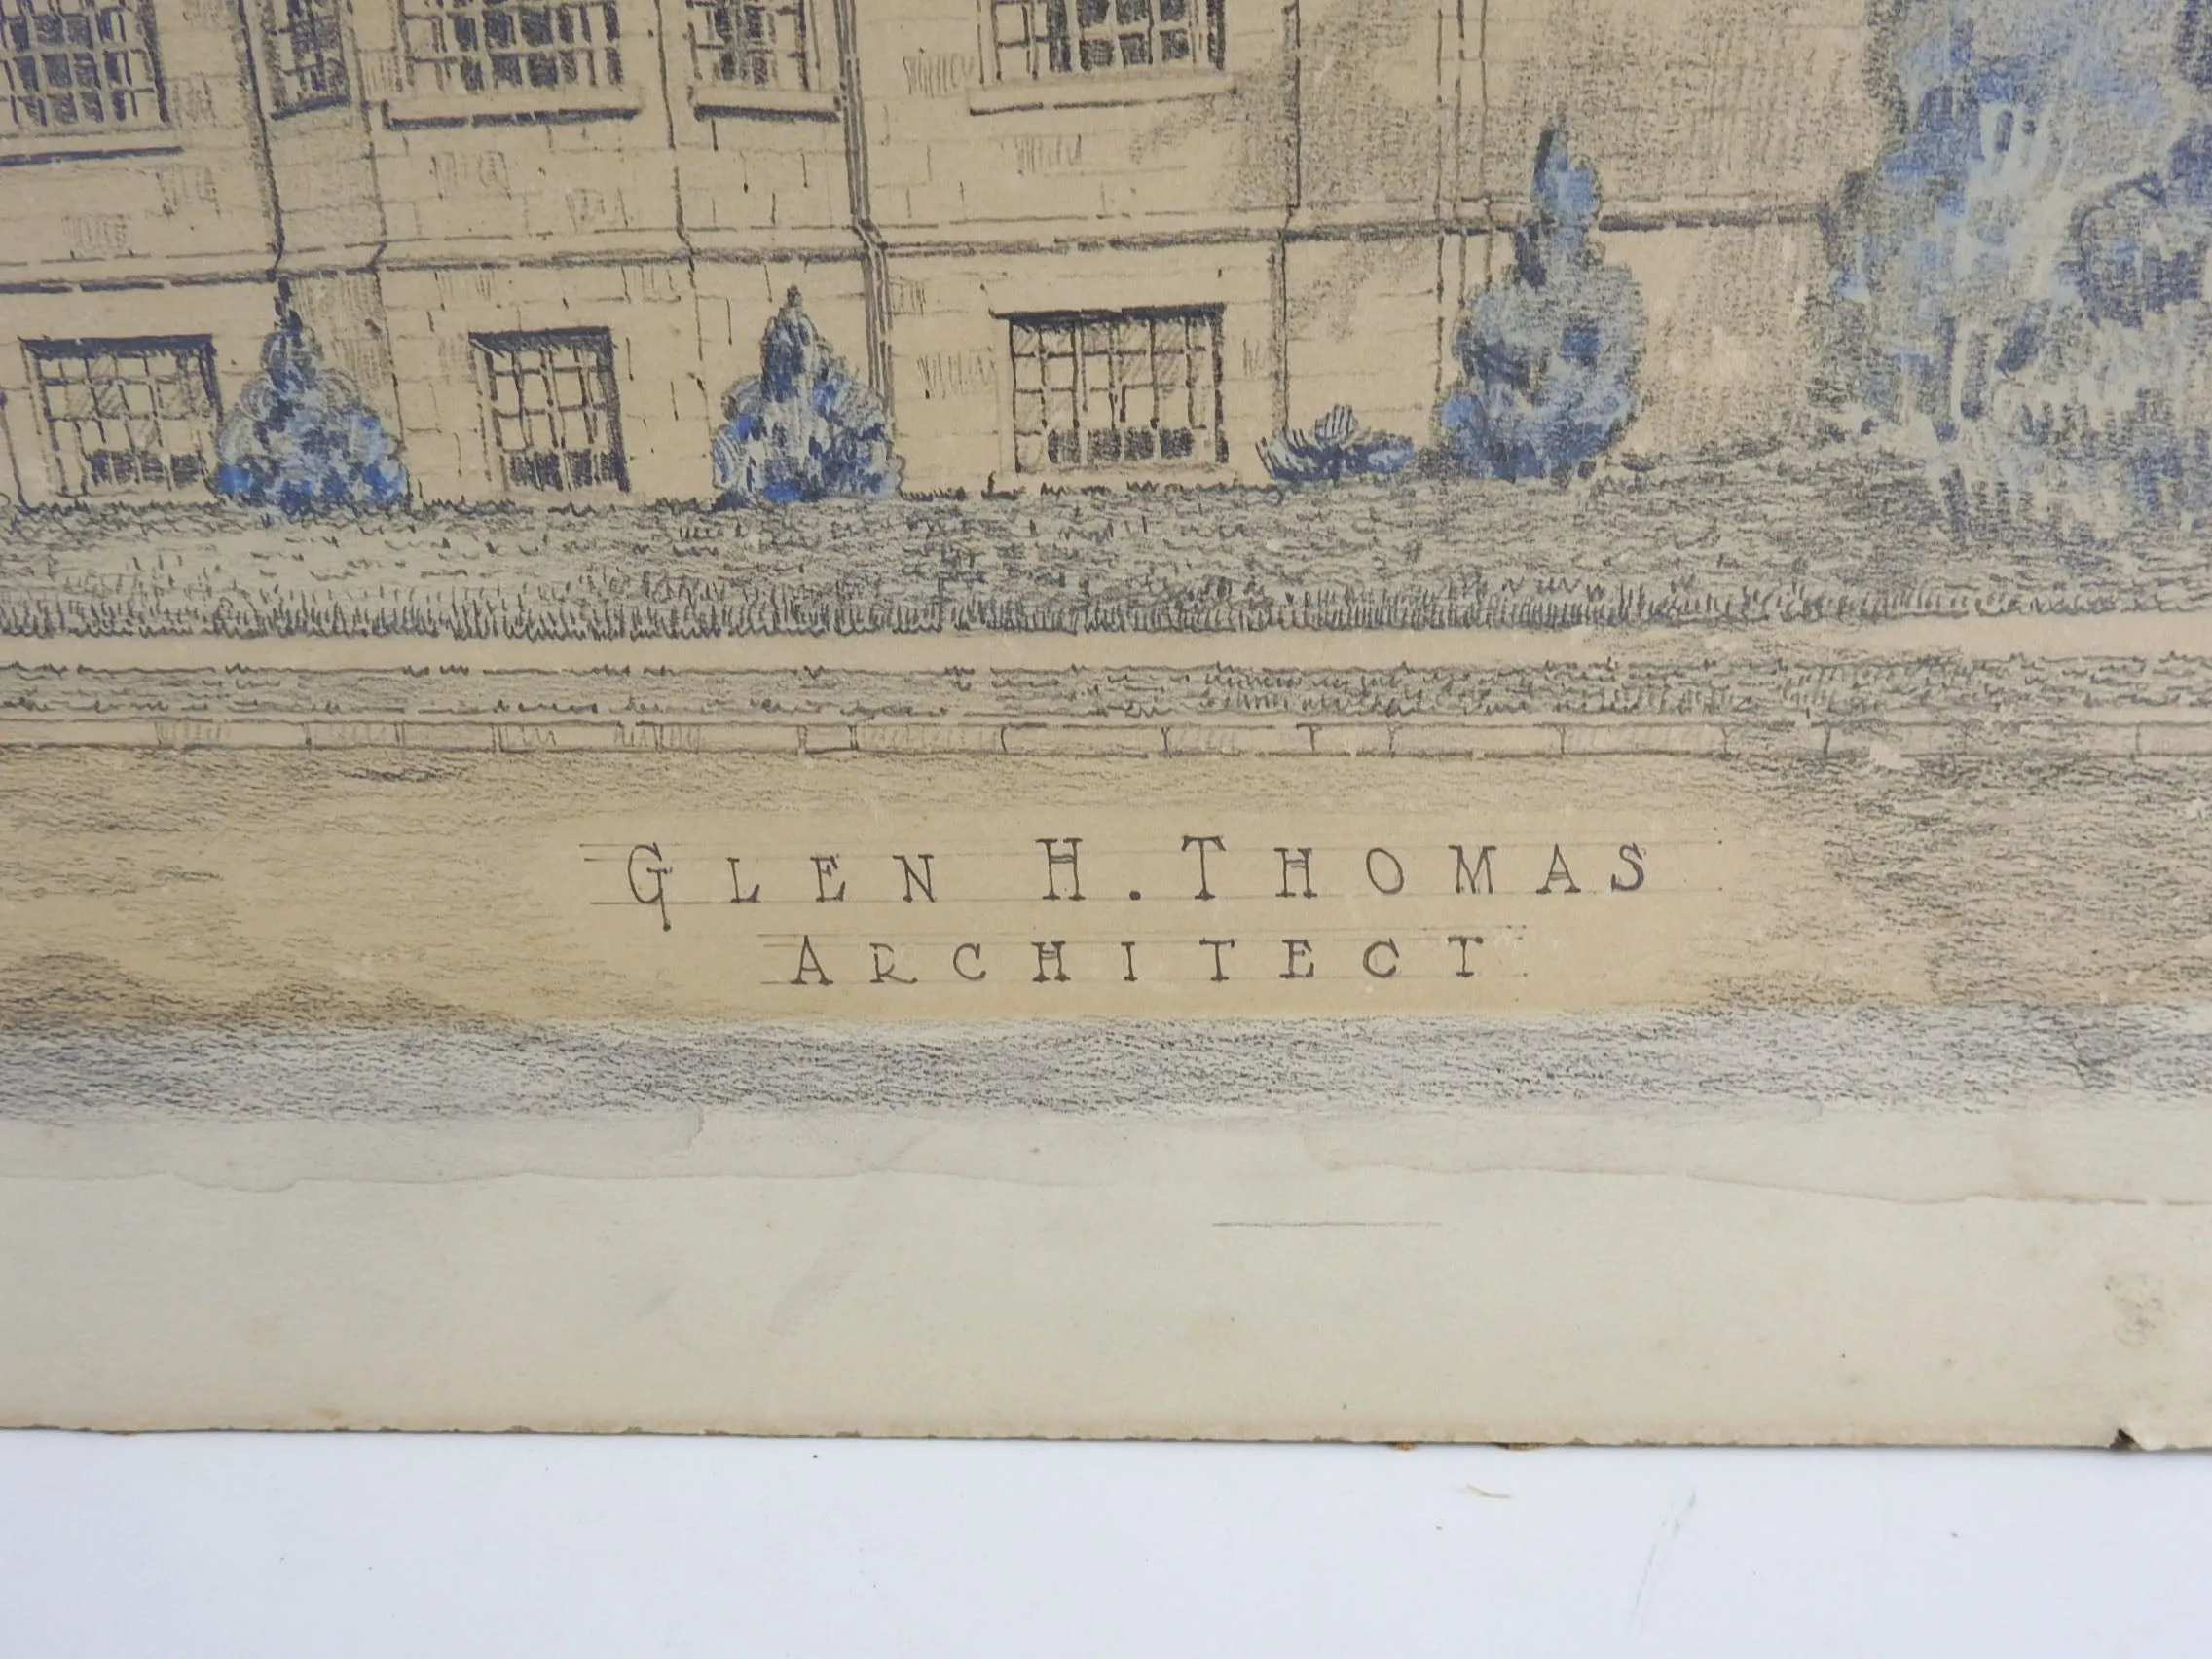 GLEN H. THOMAS
ARCHITECT